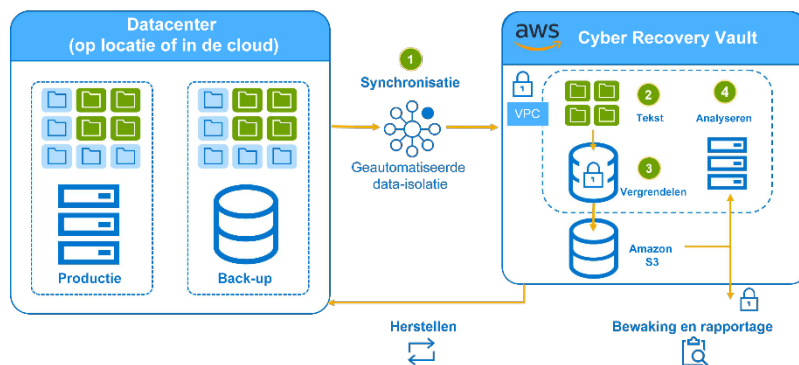 Datacenter
(op locatie of in de cloud)
Productie
Back-up
1
Synchronisatie
Geautomatiseerde
data-isolatie
aws
Cyber Recovery Vault
VPC
2
Tekst
4
Analyseren
3
Vergrendelen
Amazon
S3
Herstellen
Bewaking en rapportage